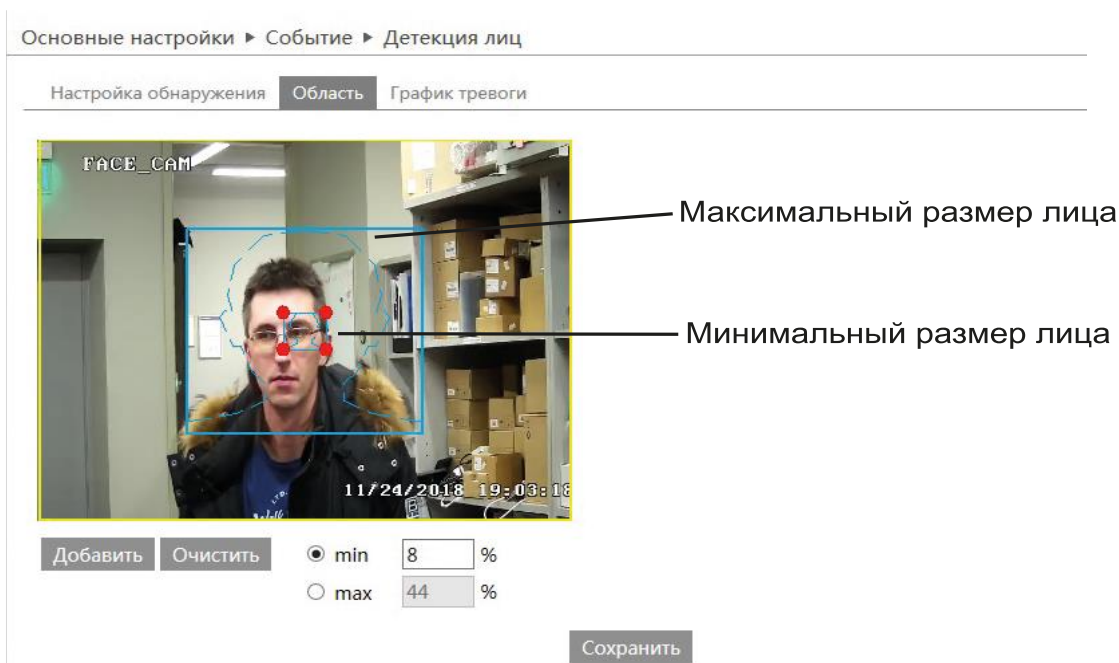 Основные настройки ▶ Событие ▶ Детекция лиц
Настройка обнаружения Область График тревоги
FACE_CAM
Максимальный размер лица
Минимальный размер лица
LTD.
11/24/2018 19:03:18
Добавить Очистить min 8 %
max 44 %
Сохранить